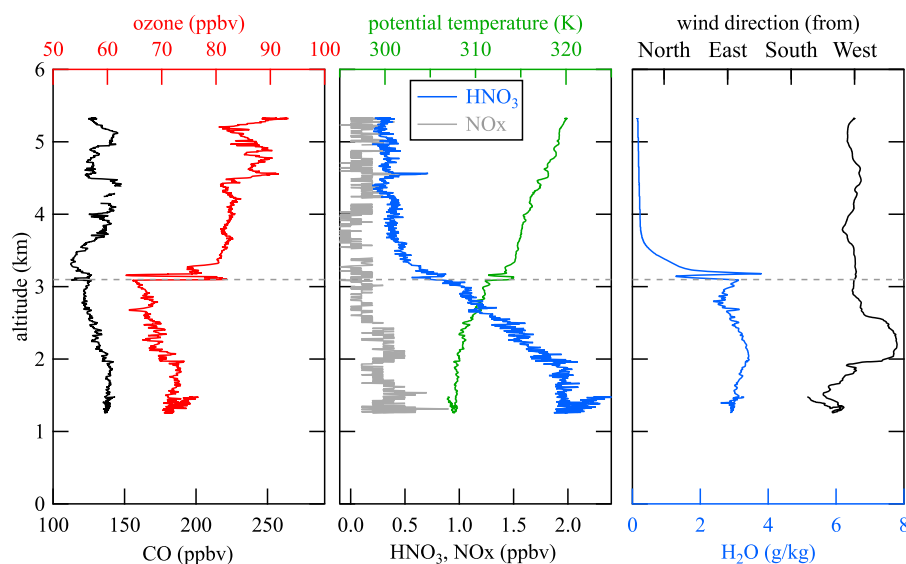 ozone (ppbv)
50 60 70 80 90 100
potential temperature (K)
300 310 320
wind direction (from)
North East South West
6
5
4
3
2
1
0
altitude (km)
HNO₃
NOx
100 150 200 250
CO (ppbv)
0.0 0.5 1.0 1.5 2.0
HNO₃, NOx (ppbv)
0 2 4 6 8
H₂O (g/kg)